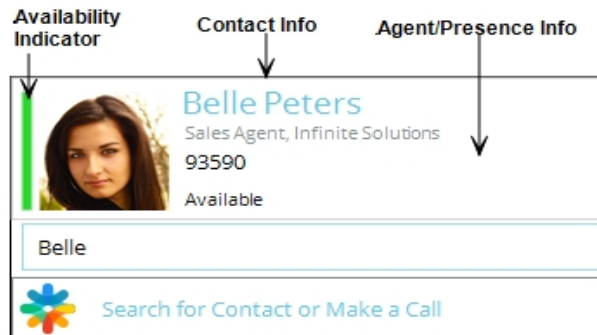 Availability
Indicator
Contact Info
Agent/Presence Info
Belle Peters
Sales Agent, Infinite Solutions
93590
Available
Belle
Search for Contact or Make a Call